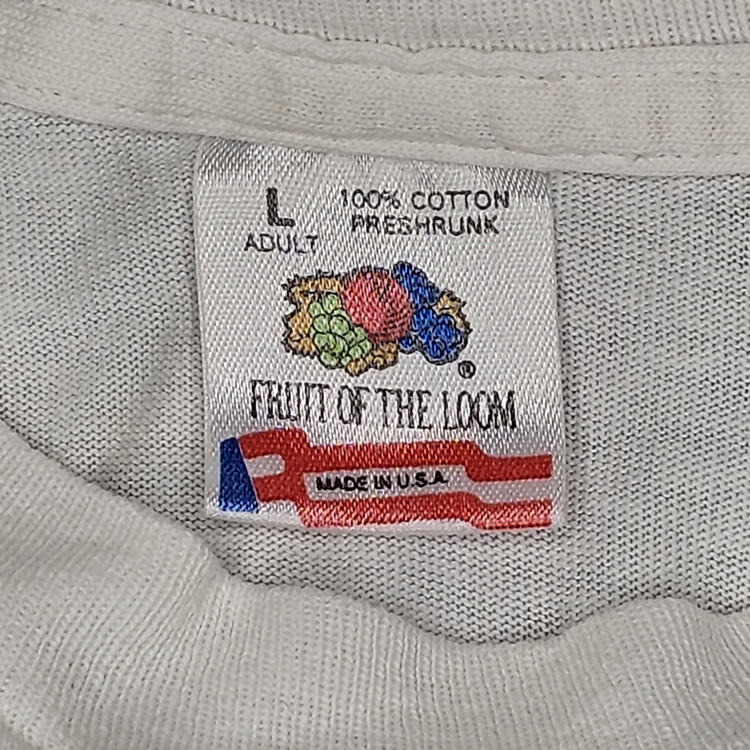 L
ADULT
100% COTTON
PRESHRUNK
®
FRUIT OF THE LOOM
MADE IN U.S.A.